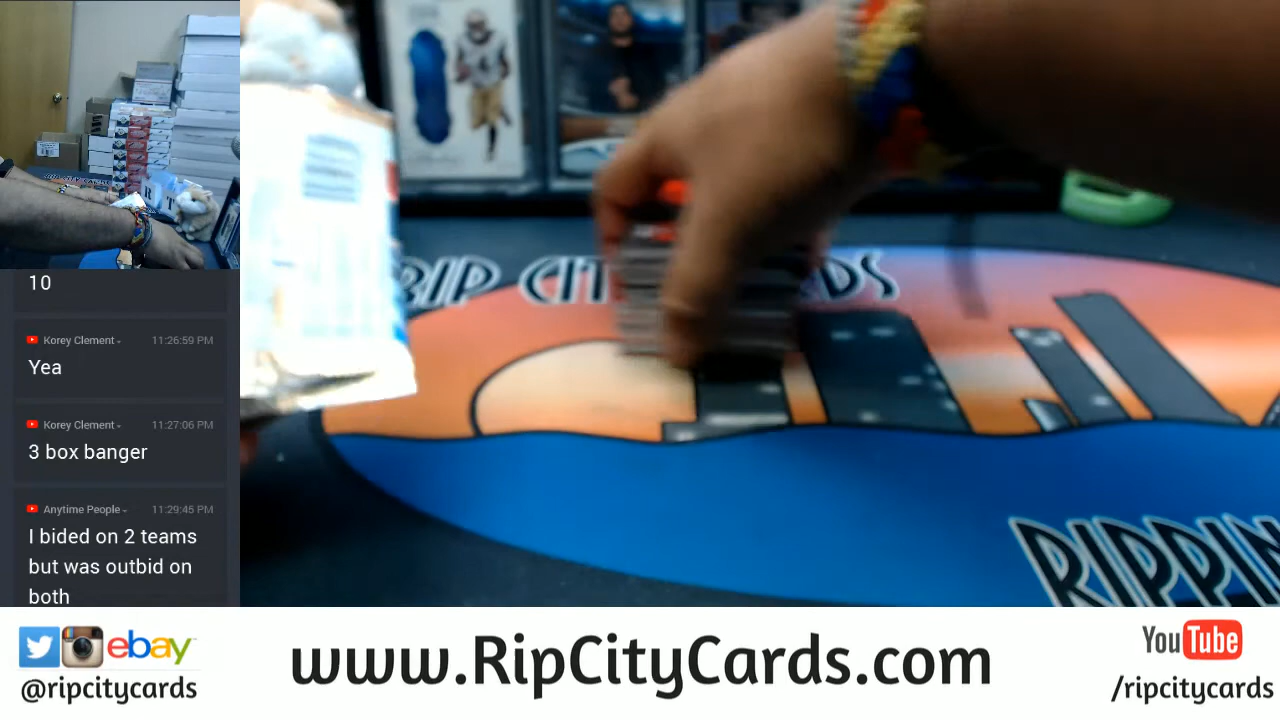 10
Korey Clement
11:26:59 PM
Yea
Korey Clement
11:27:06 PM
3 box banger
Anytime People
11:29:45 PM
I bided on 2 teams
but was outbid on
both
RIP CITY CARDS
RIPPIN
ebay
@ripcitycards
www.RipCityCards.com
YouTube
/ripcitycards